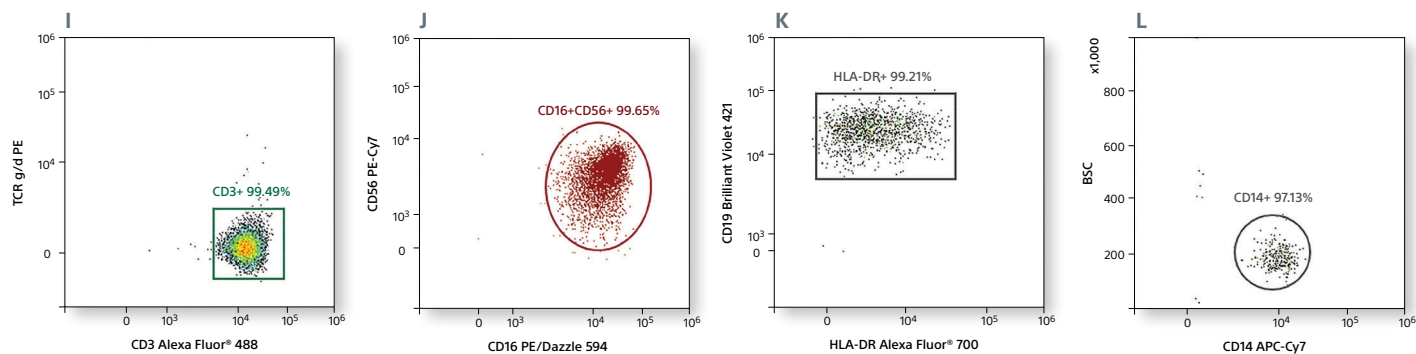 I
10⁶
10⁵
10⁴
0
TCR g/d PE
CD3+ 99.49%
0
10³
10⁴
10⁵
10⁶
CD3 Alexa Fluor® 488
J
10⁶
10⁵
10⁴
10³
0
CD56 PE-Cy7
CD16+CD56+ 99.65%
0
10³
10⁴
10⁵
10⁶
CD16 PE/Dazzle 594
K
10⁶
10⁵
10⁴
10³
0
CD19 Brilliant Violet 421
HLA-DR+ 99.21%
0
10⁴
10⁵
10⁶
HLA-DR Alexa Fluor® 700
L
x1,000
800
600
400
200
BSC
CD14+ 97.13%
0
10⁴
10⁵
10⁶
CD14 APC-Cy7